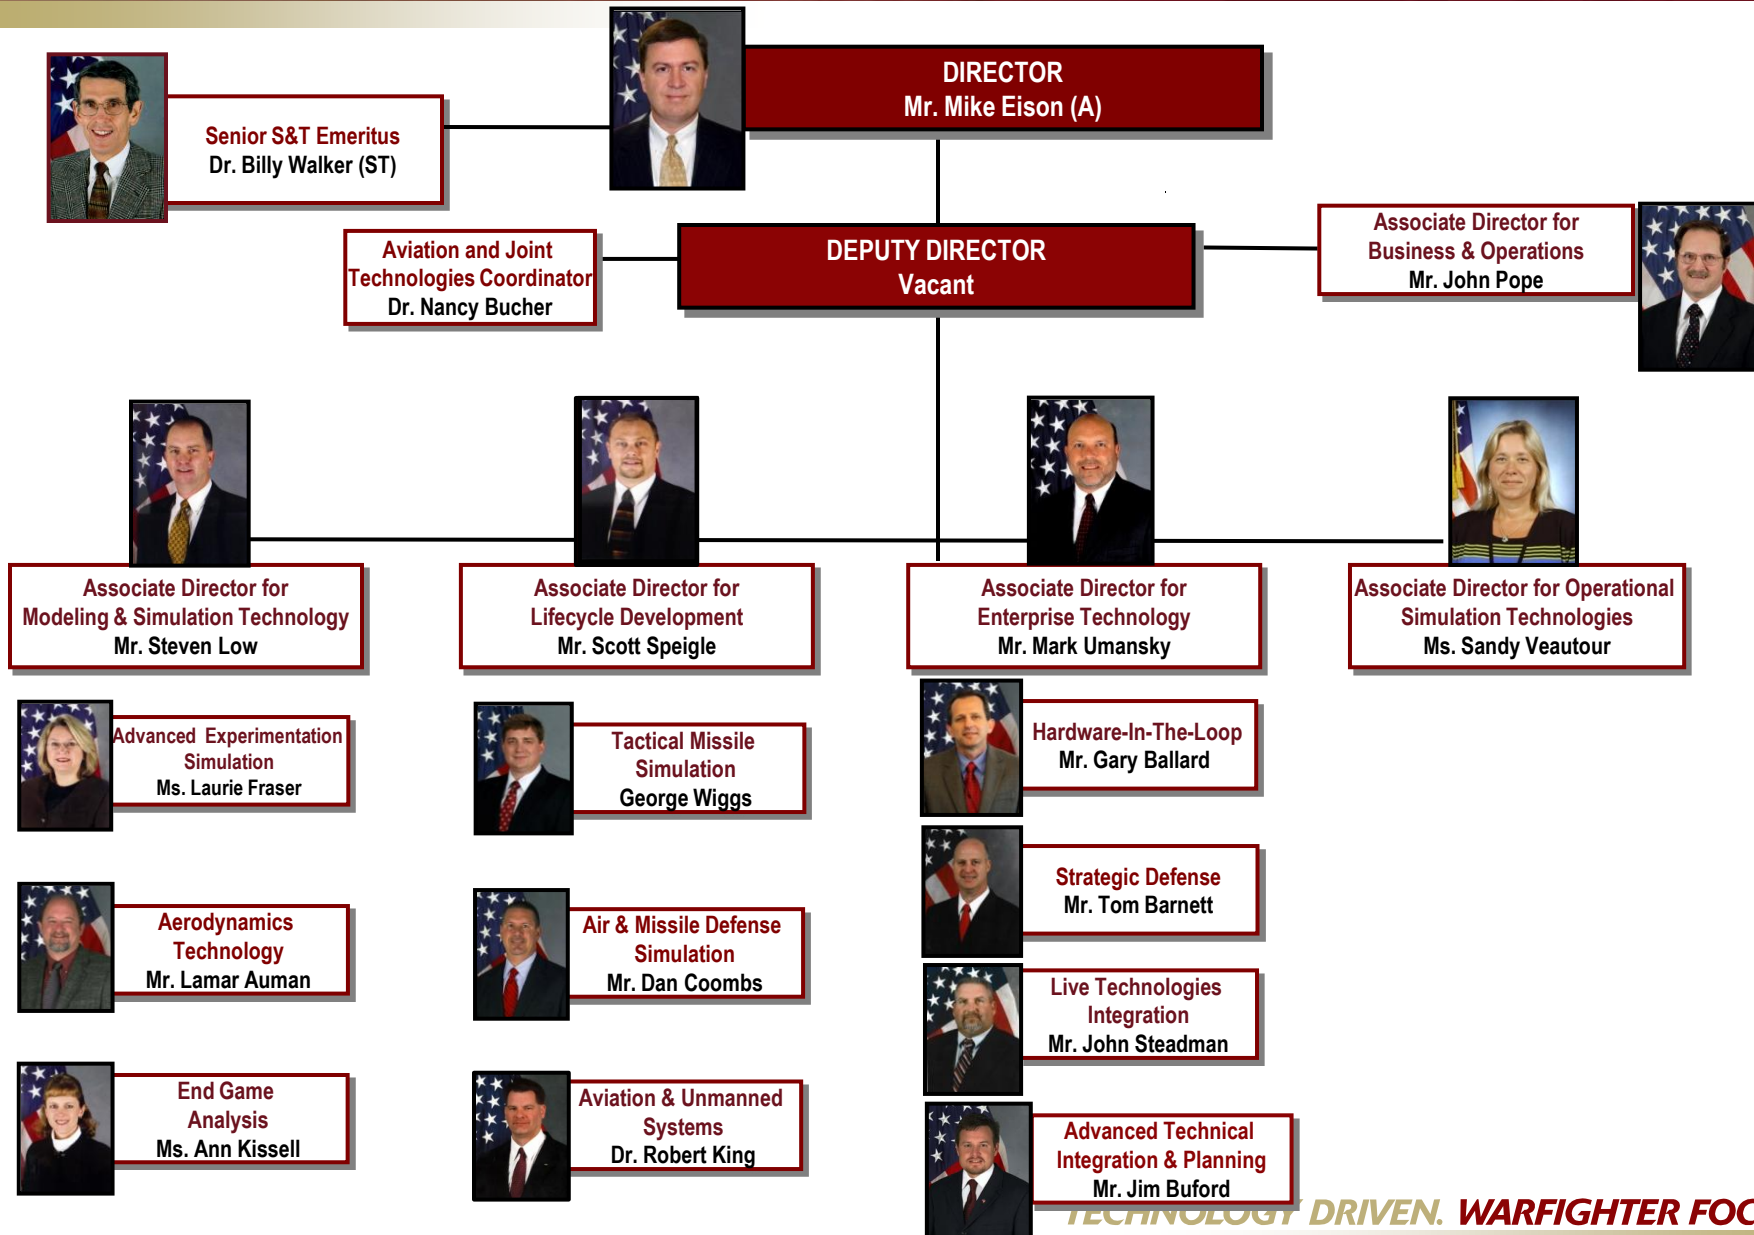 DIRECTOR
Mr. Mike Eison (A)
Senior S&T Emeritus
Dr. Billy Walker (ST)
Aviation and Joint
Technologies Coordinator
Dr. Nancy Bucher
DEPUTY DIRECTOR
Vacant
Associate Director for
Business & Operations
Mr. John Pope
Associate Director for
Modeling & Simulation Technology
Mr. Steven Low
Associate Director for
Lifecycle Development
Mr. Scott Speigle
Associate Director for
Enterprise Technology
Mr. Mark Umansky
Associate Director for Operational
Simulation Technologies
Ms. Sandy Veautour
Advanced Experimentation
Simulation
Ms. Laurie Fraser
Tactical Missile
Simulation
George Wiggs
Hardware-In-The-Loop
Mr. Gary Ballard
Strategic Defense
Mr. Tom Barnett
Aerodynamics
Technology
Mr. Lamar Auman
Air & Missile Defense
Simulation
Mr. Dan Coombs
Live Technologies
Integration
Mr. John Steadman
End Game
Analysis
Ms. Ann Kissell
Aviation & Unmanned
Systems
Dr. Robert King
Advanced Technical
Integration & Planning
Mr. Jim Buford
TECHNOLOGY DRIVEN. WARFIGHTER FOC